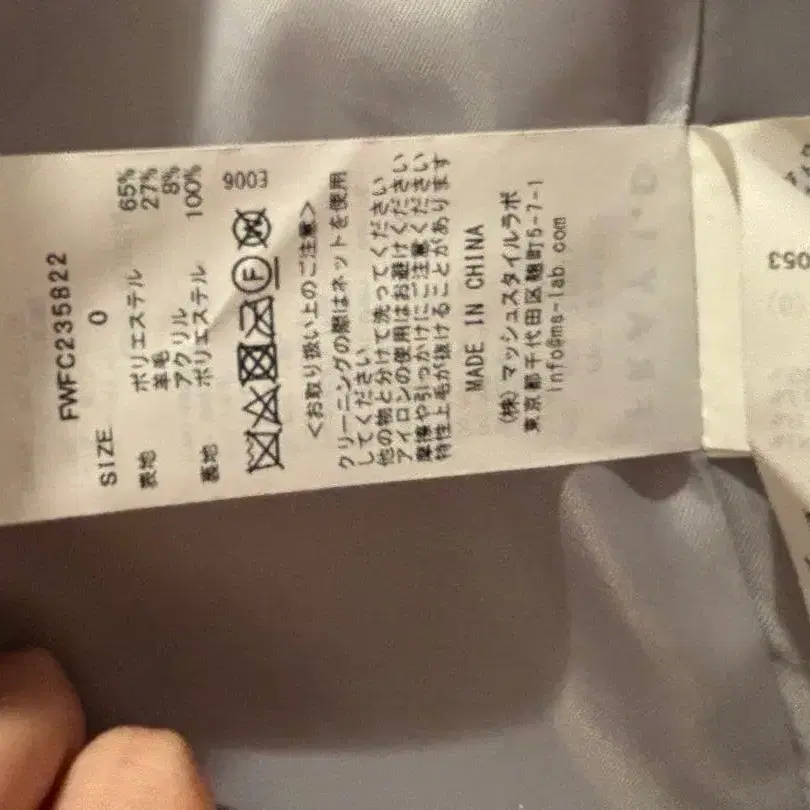 FWFC235822
SIZE 0
表地 ポリエステル 65%
羊毛 27%
アクリル 8%
裏地 ポリエステル 100%
9003
<お取り扱い上のご注意>
クリーニングの際はネットを使用
してください
他の物と分けて洗ってください
アイロンの使用はお避けください
摩擦や引っかけにご注意ください
特性上毛が抜けることがあります
MADE IN CHINA
(株)マッシュスタイルラボ
東京都千代田区麹町5-7-1
info@ms-lab.com